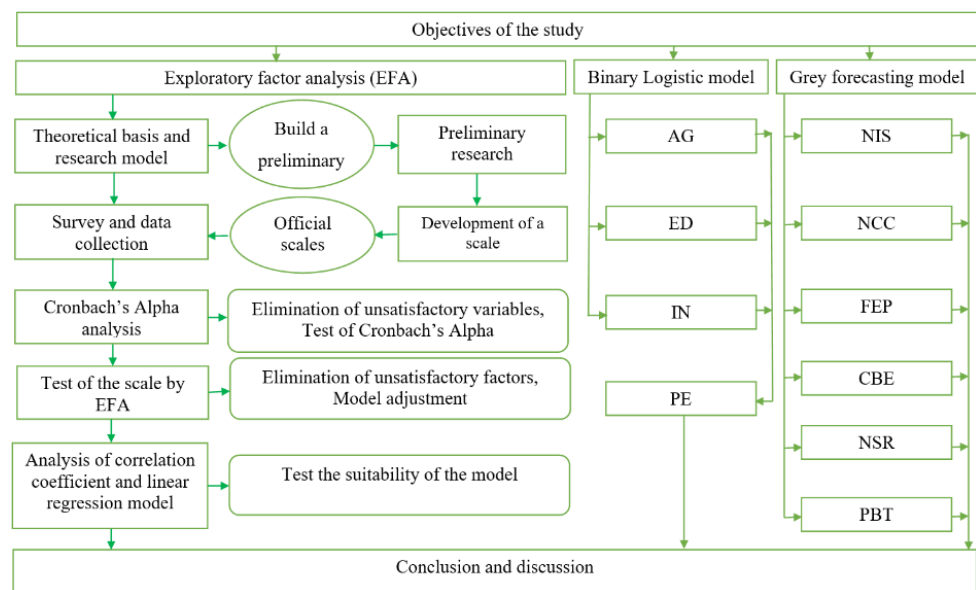 Objectives of the study
Exploratory factor analysis (EFA)
Binary Logistic model
Grey forecasting model
Theoretical basis and
research model
Build a
preliminary
Preliminary
research
Survey and data
collection
Official
scales
Development of a
scale
Cronbach's Alpha
analysis
Elimination of unsatisfactory variables,
Test of Cronbach's Alpha
Test of the scale by
EFA
Elimination of unsatisfactory factors,
Model adjustment
Analysis of correlation
coefficient and linear
regression model
Test the suitability of the model
AG
ED
IN
PE
NIS
NCC
FEP
CBE
NSR
PBT
Conclusion and discussion